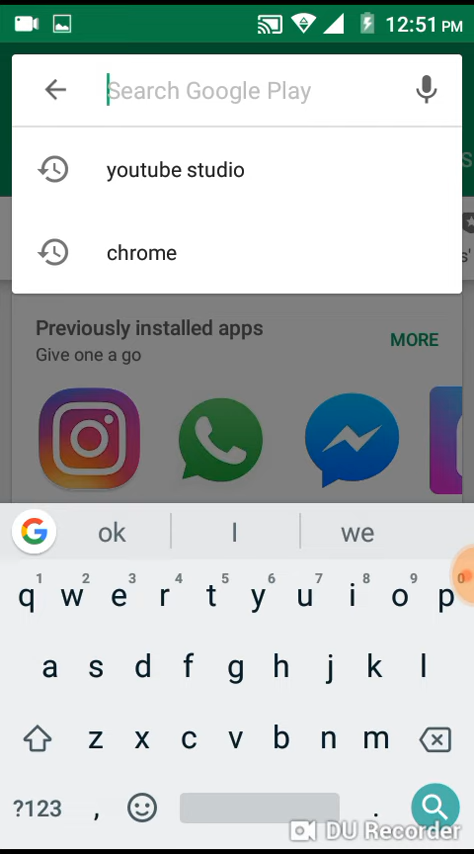 12:51 PM
Search Google Play
youtube studio
chrome
Previously installed apps
MORE
Give one a go
G
ok I we
1 2 3 4 5 6 7 8 9 0
q w e r t y u i o p
a s d f g h j k l
z x c v b n m
?123 , .
DU Recorder